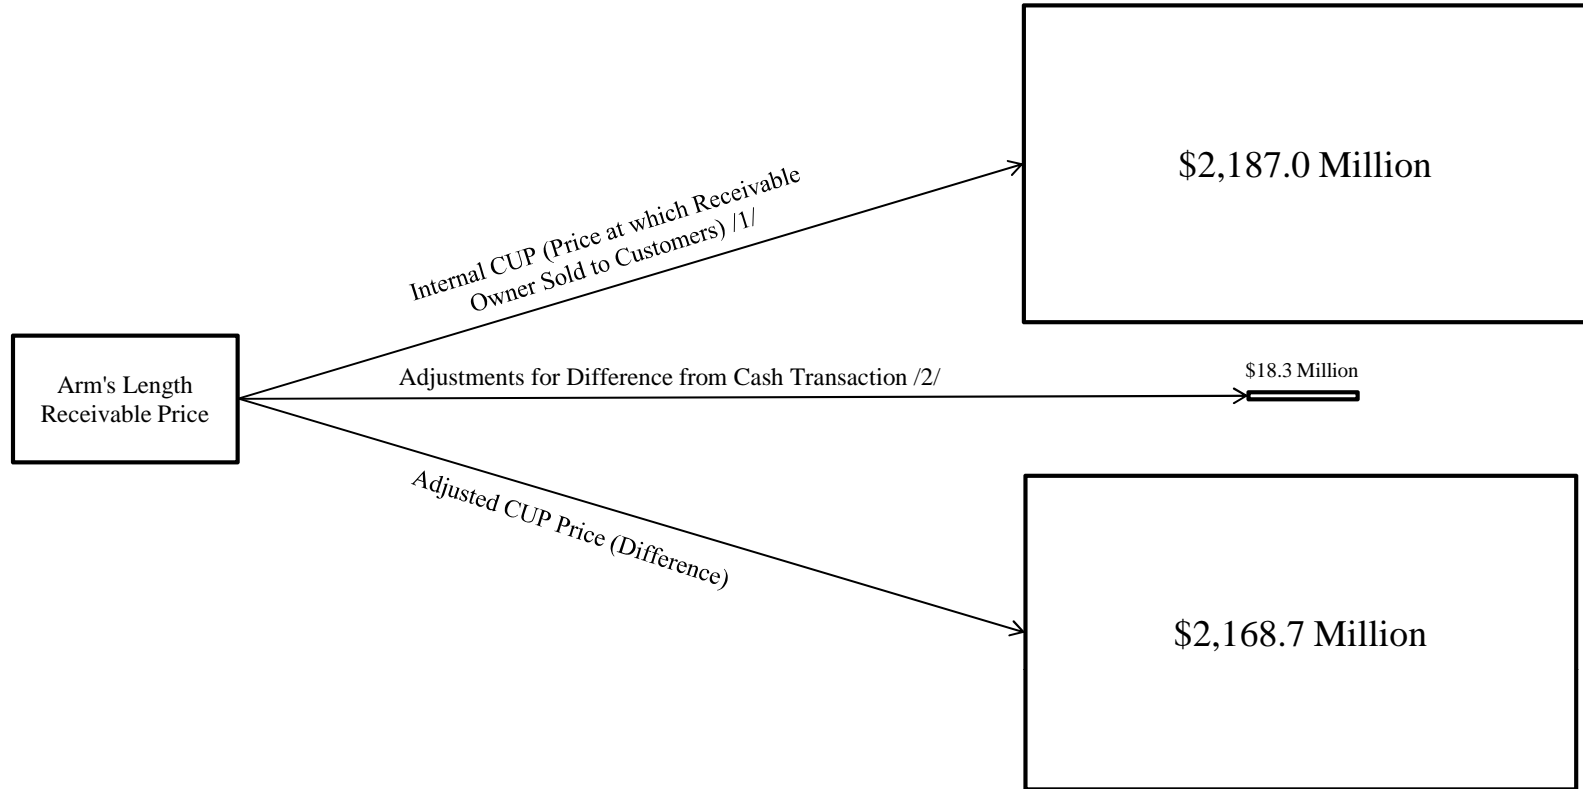 $2,187.0 Million
Internal CUP (Price at which Receivable
Owner Sold to Customers) /1/
Adjustments for Difference from Cash Transaction /2/
$18.3 Million
Arm's Length
Receivable Price
Adjusted CUP Price (Difference)
$2,168.7 Million